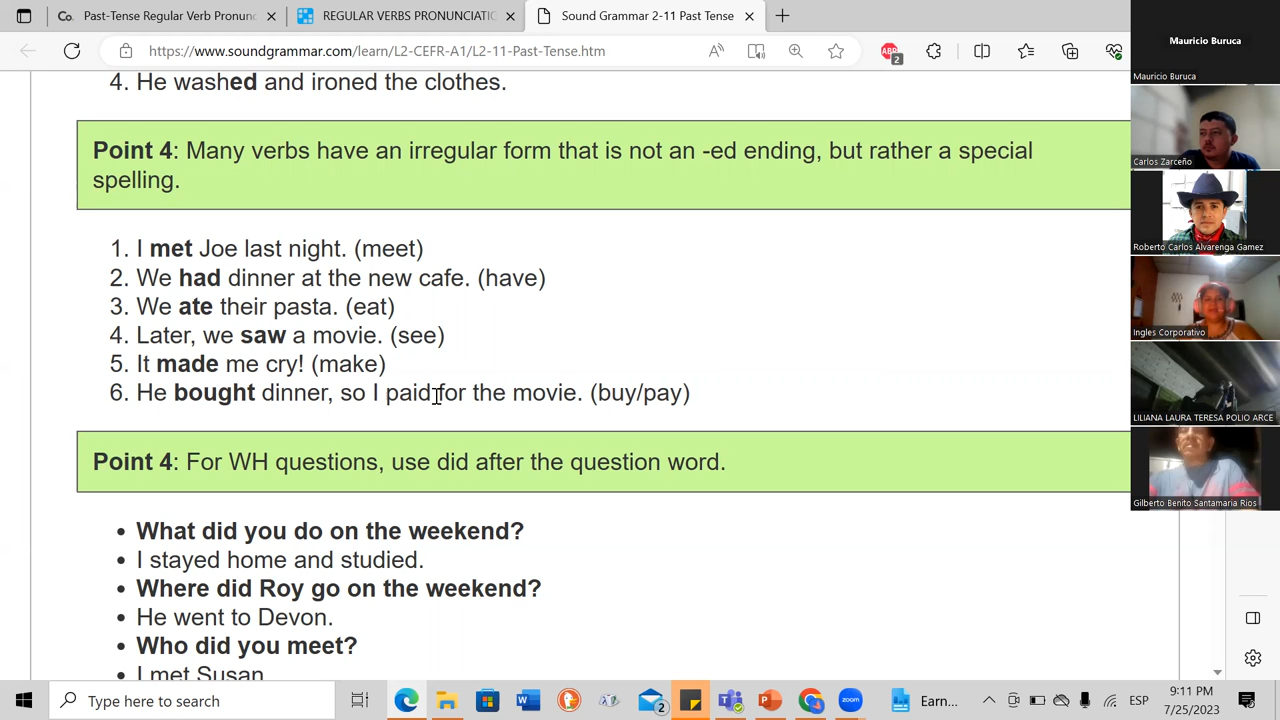 Past-Tense Regular Verb Pronunc
REGULAR VERBS PRONUNCIATIO
Sound Grammar 2-11 Past Tense
https://www.soundgrammar.com/learn/L2-CEFR-A1/L2-11-Past-Tense.htm
ABP
2
4. He washed and ironed the clothes.
Point 4: Many verbs have an irregular form that is not an -ed ending, but rather a special
spelling.
1. I met Joe last night. (meet)
2. We had dinner at the new cafe. (have)
3. We ate their pasta. (eat)
4. Later, we saw a movie. (see)
5. It made me cry! (make)
6. He bought dinner, so I paid for the movie. (buy/pay)
Point 4: For WH questions, use did after the question word.
• What did you do on the weekend?
• I stayed home and studied.
• Where did Roy go on the weekend?
• He went to Devon.
• Who did you meet?
• I met Susan
Mauricio Buruca
Mauricio Buruca
Carlos Zarceño
Roberto Carlos Alvarenga Gamez
Ingles Corporativo
LILIANA LAURA TERESA POLIO ARCE
Gilberto Benito Santamaria Rios
Type here to search
2
zoom
Earn...
ESP
9:11 PM
7/25/2023